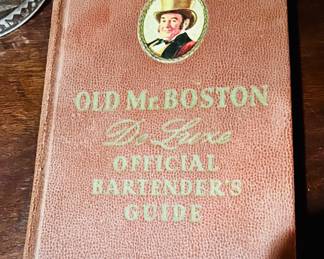 OLD Mr. BOSTON
De Luxe
OFFICIAL
BARTENDER'S
GUIDE